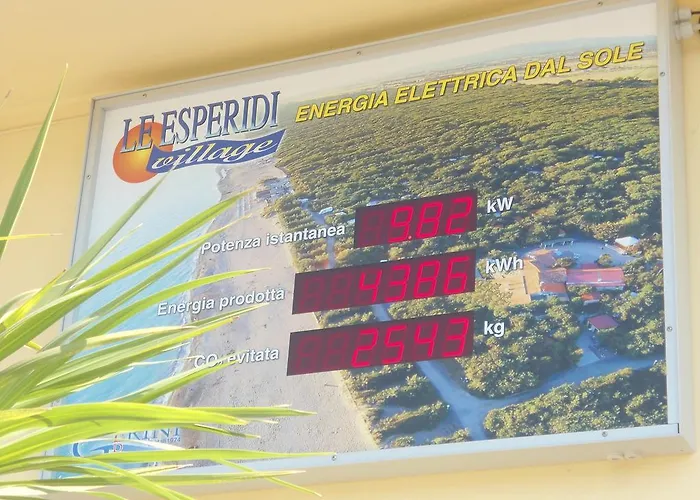 LE ESPERIDI
village
ENERGIA ELETTRICA DAL SOLE
Potenza istantanea 9.82 kW
Energia prodotta 4386 kWh
CO₂ evitata 2543 kg